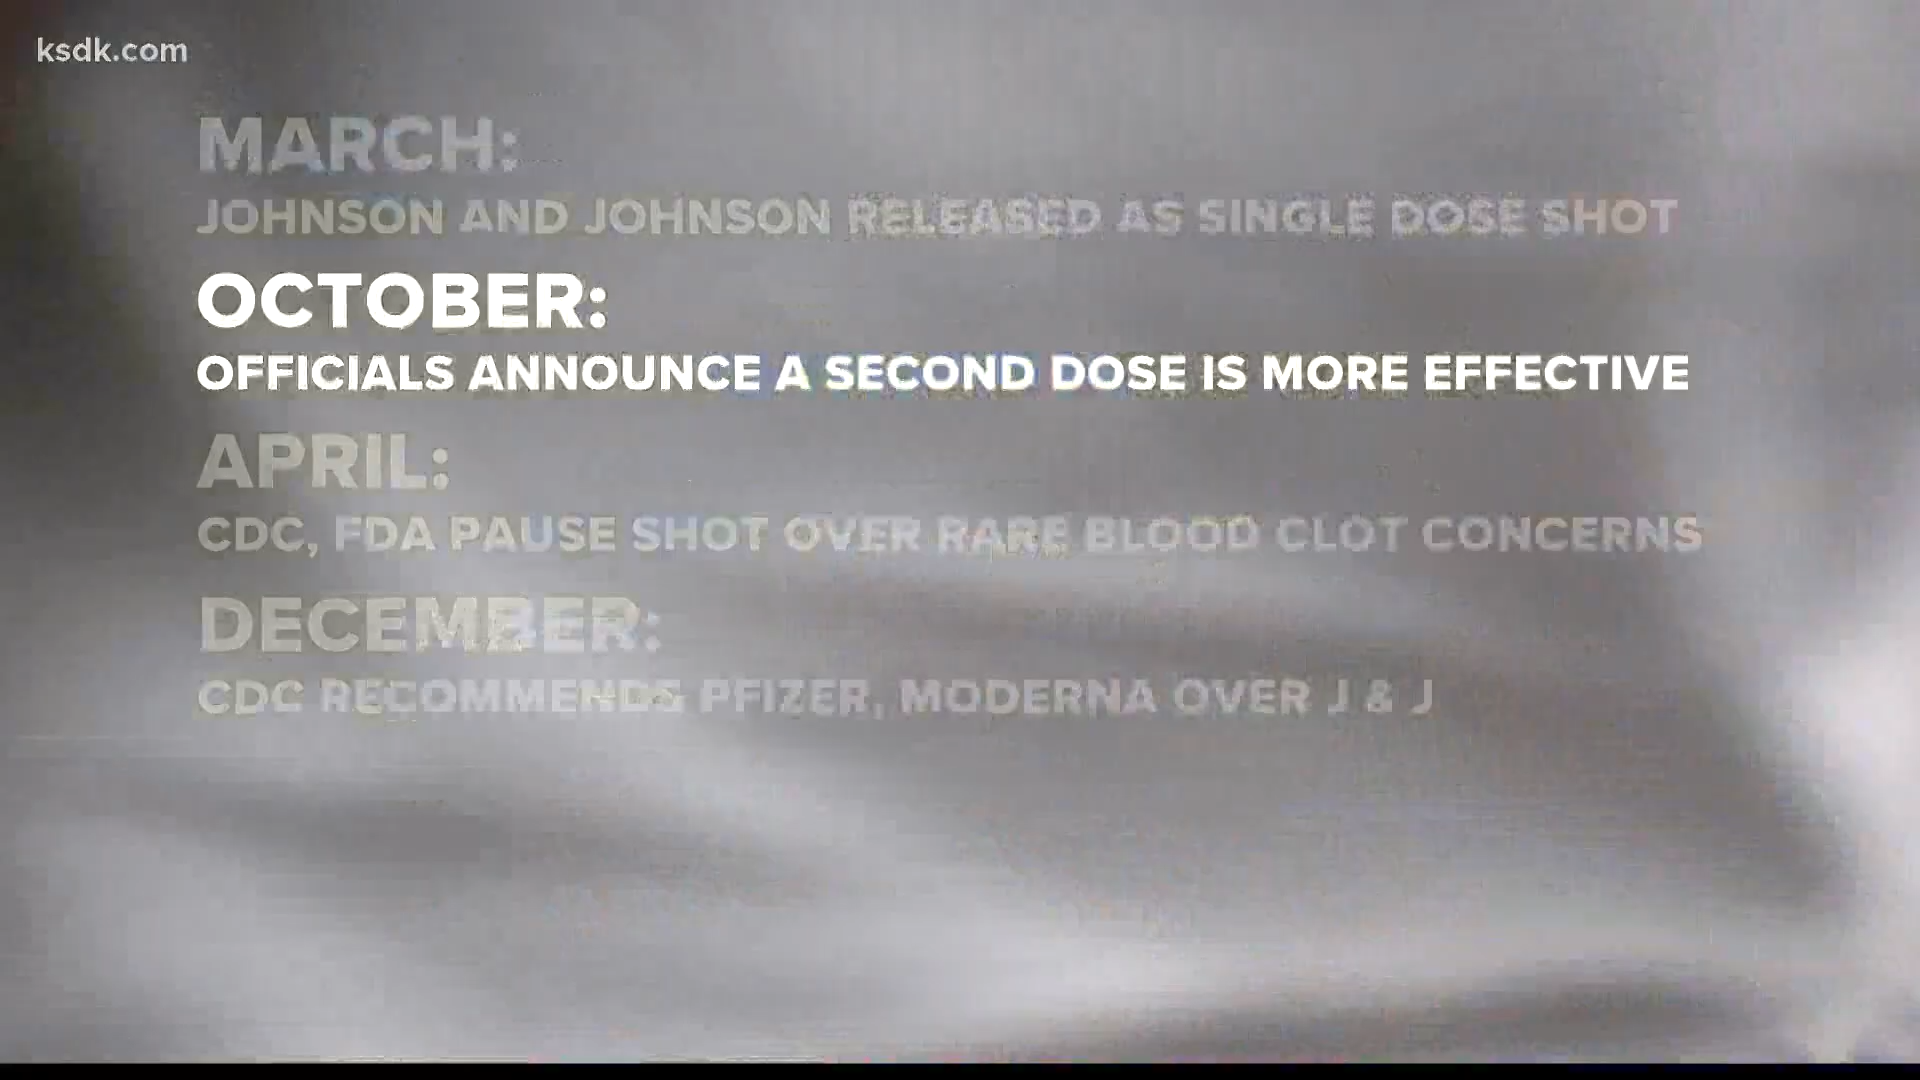 ksdk.com
MARCH:
JOHNSON AND JOHNSON RELEASED AS SINGLE DOSE SHOT
OCTOBER:
OFFICIALS ANNOUNCE A SECOND DOSE IS MORE EFFECTIVE
APRIL:
CDC, FDA PAUSE SHOT OVER RARE BLOOD CLOT CONCERNS
DECEMBER:
CDC RECOMMENDS PFIZER, MODERNA OVER J & J